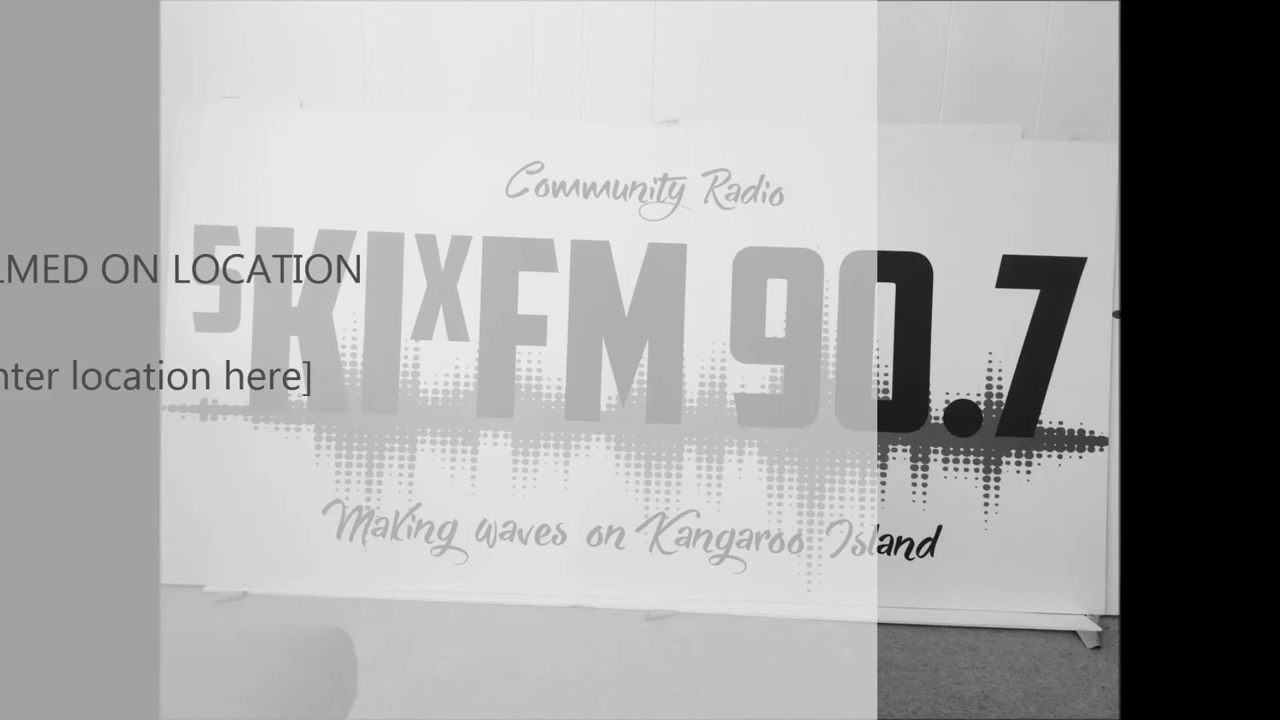 Community Radio
5KIXFM 90.7
LMED ON LOCATION
nter location here]
Making waves on Kangaroo Island